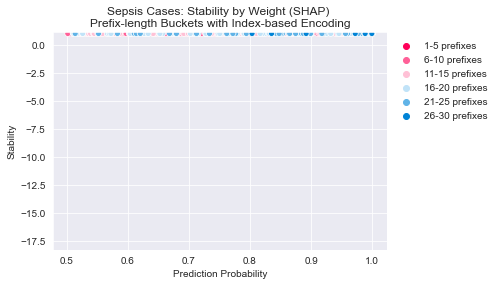 Sepsis Cases: Stability by Weight (SHAP)
Prefix-length Buckets with Index-based Encoding
0.0
−2.5
−5.0
−7.5
−10.0
−12.5
−15.0
−17.5
Stability
0.5 0.6 0.7 0.8 0.9 1.0
Prediction Probability
1-5 prefixes
6-10 prefixes
11-15 prefixes
16-20 prefixes
21-25 prefixes
26-30 prefixes